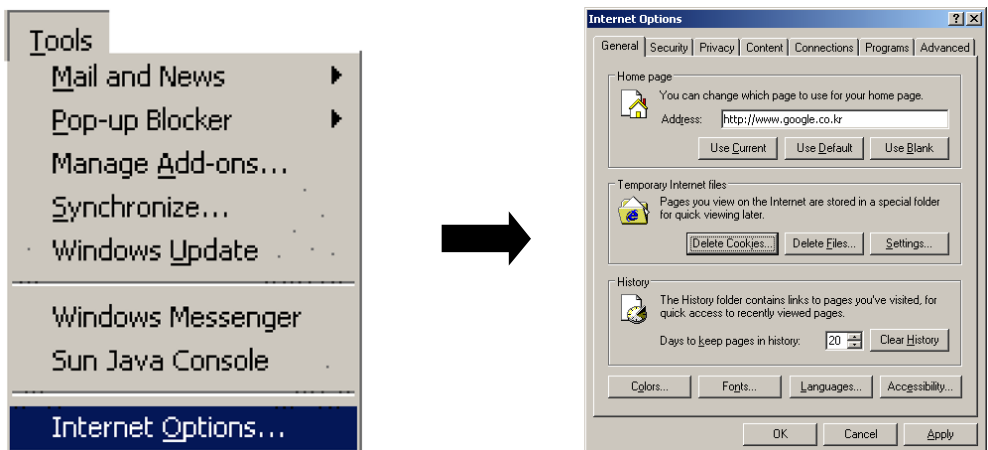 Tools
Mail and News
Pop-up Blocker
Manage Add-ons...
Synchronize...
Windows Update
Windows Messenger
Sun Java Console
Internet Options...
Internet Options
General Security Privacy Content Connections Programs Advanced
Home page
You can change which page to use for your home page.
Address: http://www.google.co.kr
Use Current Use Default Use Blank
Temporary Internet files
Pages you view on the Internet are stored in a special folder
for quick viewing later.
Delete Cookies... Delete Files... Settings...
History
The History folder contains links to pages you've visited, for
quick access to recently viewed pages.
Days to keep pages in history: 20 Clear History
Colors... Fonts... Languages... Accessibility...
OK Cancel Apply